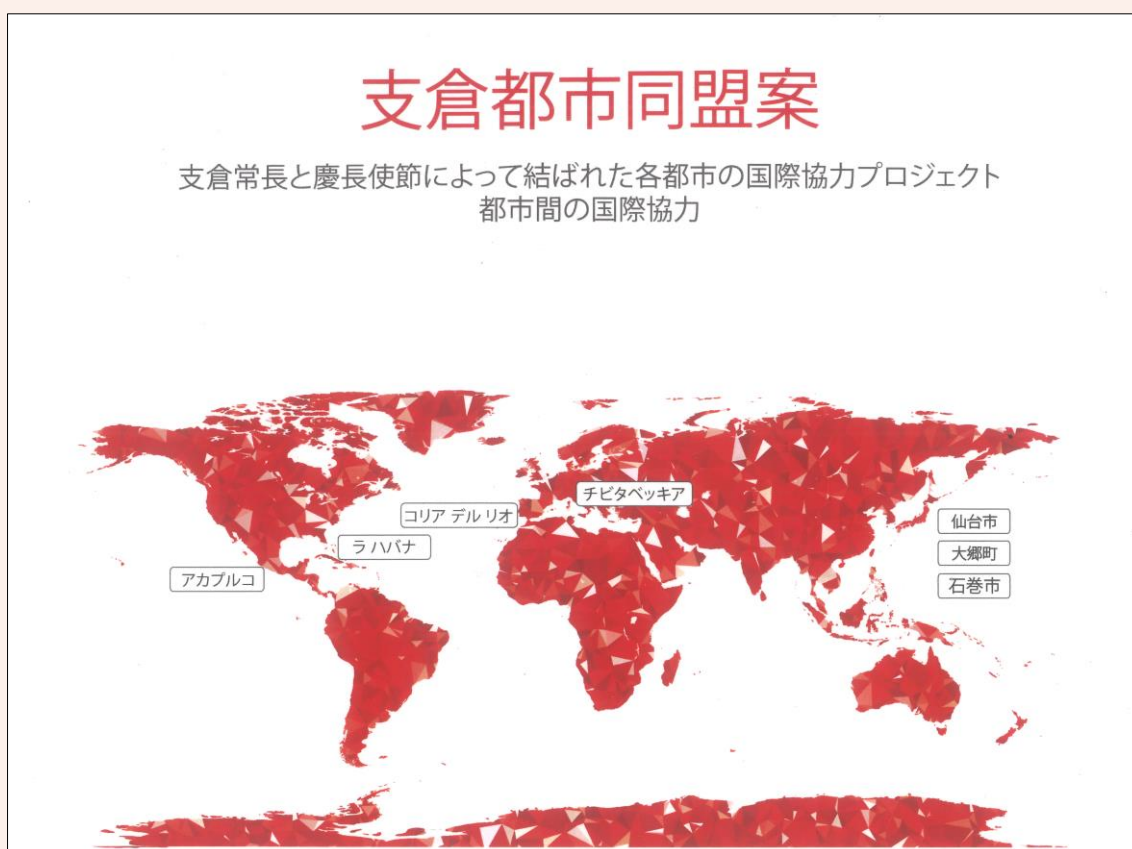 支倉都市同盟案
支倉常長と慶長使節によって結ばれた各都市の国際協力プロジェクト
都市間の国際協力
チビタベッキア
コリア デル リオ
仙台市
ラ ハバナ
大郷町
アカプルコ
石巻市